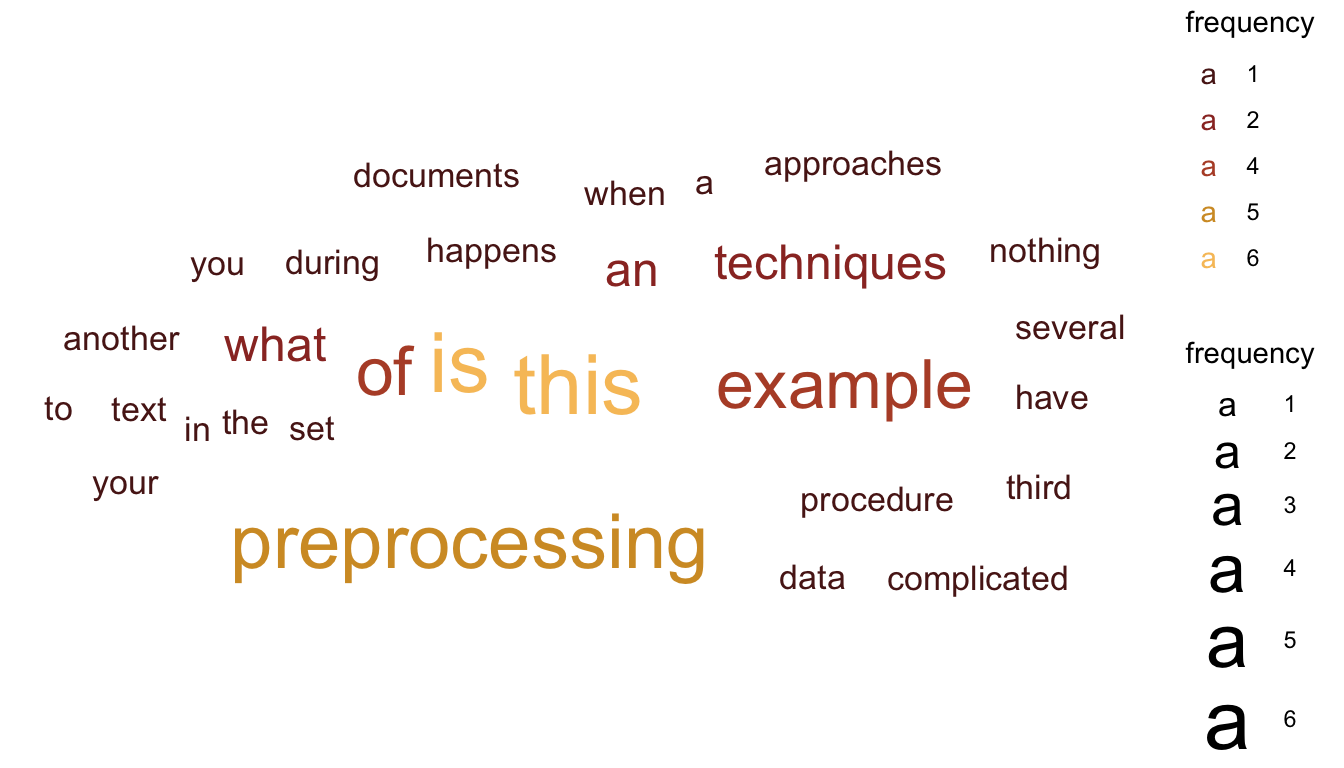 frequency
a 1
a 2
a 4
a 5
a 6
documents when a approaches
you during happens an techniques nothing
another what of is this example several
to text in the set have
your procedure third
preprocessing data complicated
frequency
a 1
a 2
a 3
a 4
a 5
a 6